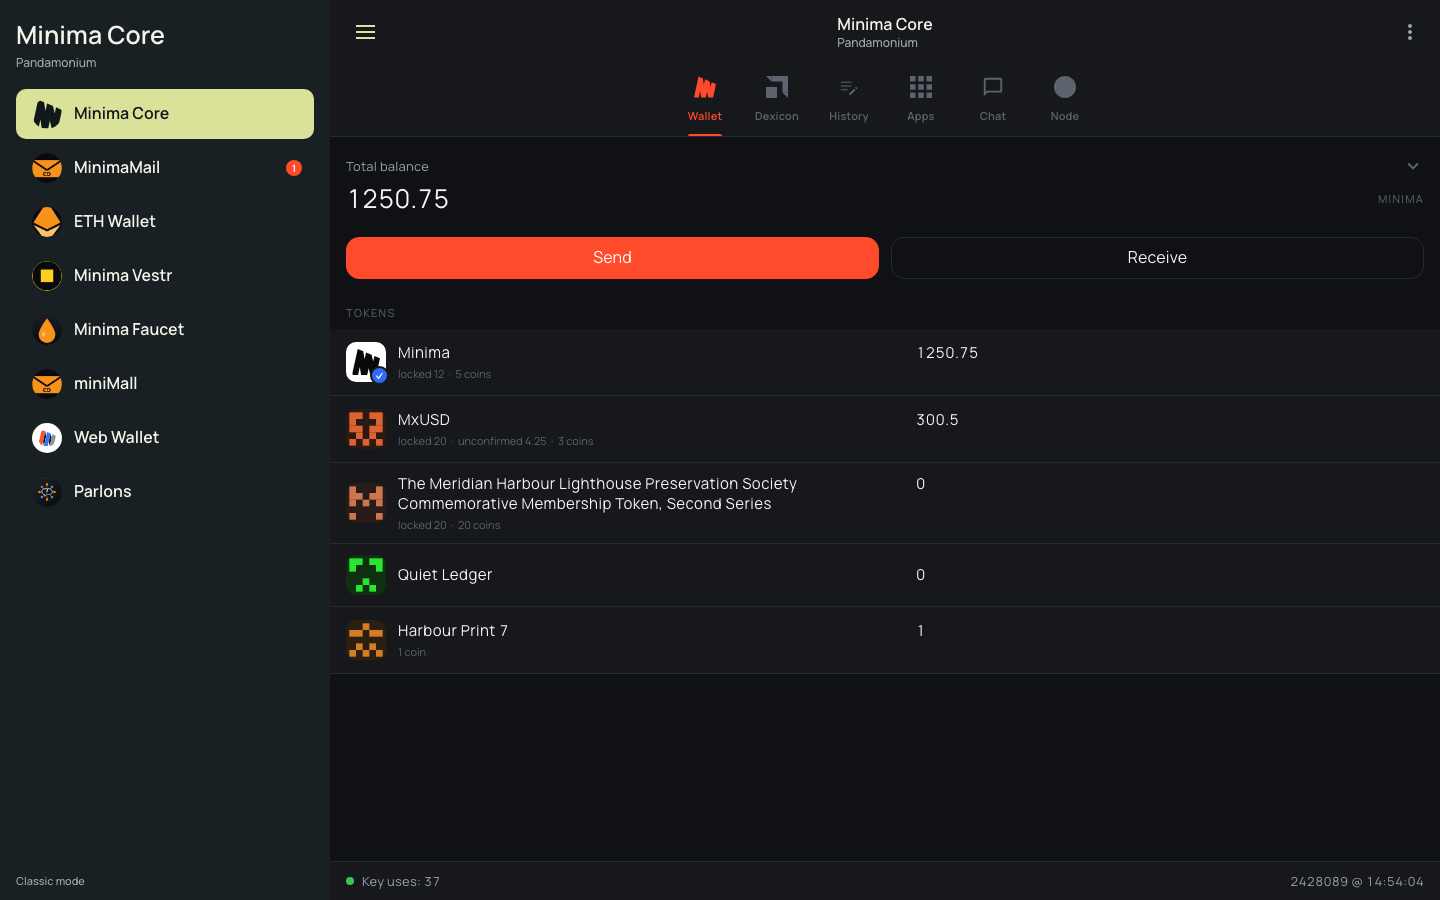 Minima Core
Pandamonium
Minima Core
MinimaMail
1
ETH Wallet
Minima Vestr
Minima Faucet
miniMall
Web Wallet
Parlons
Classic mode
Minima Core
Pandamonium
Wallet
Dexicon
History
Apps
Chat
Node
Total balance
1250.75
MINIMA
Send
Receive
TOKENS
Minima
1250.75
locked 12 · 5 coins
MxUSD
300.5
locked 20 · unconfirmed 4.25 · 3 coins
The Meridian Harbour Lighthouse Preservation Society
0
Commemorative Membership Token, Second Series
locked 20 · 20 coins
Quiet Ledger
0
Harbour Print 7
1
1 coin
Key uses: 37
2428089 @ 14:54:04